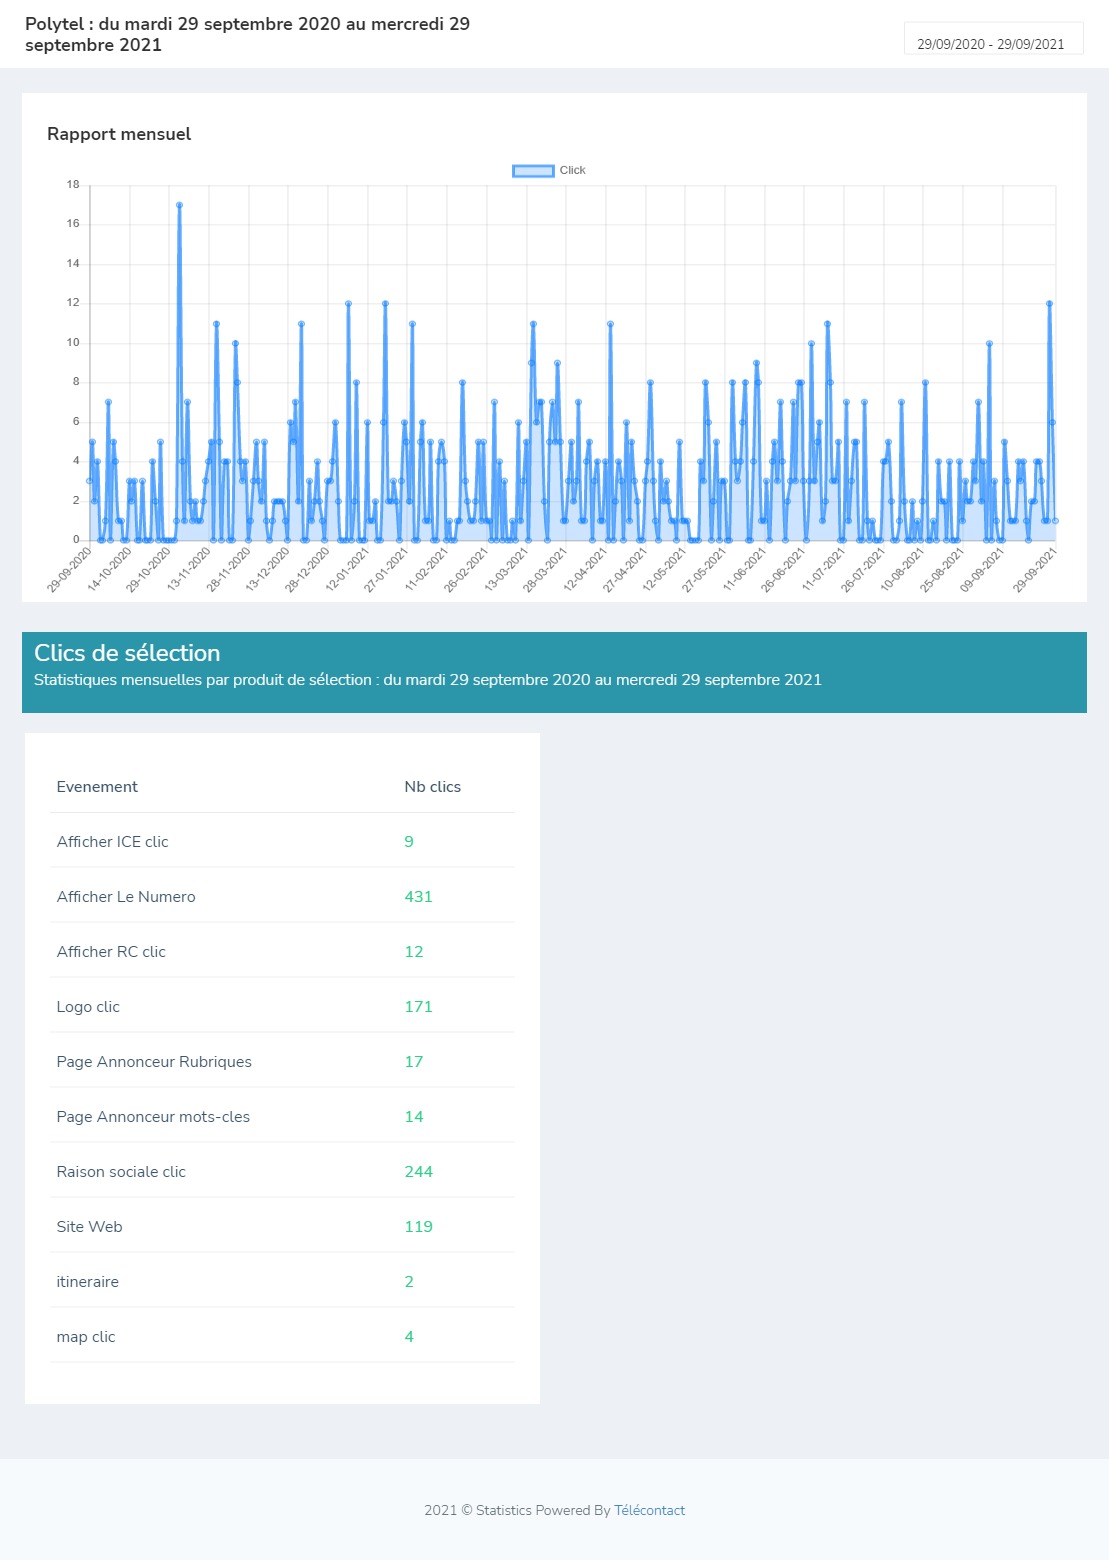 Polytel : du mardi 29 septembre 2020 au mercredi 29
septembre 2021
29/09/2020 - 29/09/2021
Rapport mensuel
Click
18
16
14
12
10
8
6
4
2
0
29-09-2020
14-10-2020
29-10-2020
13-11-2020
28-11-2020
13-12-2020
28-12-2020
12-01-2021
27-01-2021
11-02-2021
26-02-2021
13-03-2021
28-03-2021
12-04-2021
27-04-2021
12-05-2021
27-05-2021
11-06-2021
26-06-2021
11-07-2021
26-07-2021
10-08-2021
25-08-2021
09-09-2021
29-09-2021
Clics de sélection
Statistiques mensuelles par produit de sélection : du mardi 29 septembre 2020 au mercredi 29 septembre 2021
Evenement Nb clics
Afficher ICE clic 9
Afficher Le Numero 431
Afficher RC clic 12
Logo clic 171
Page Annonceur Rubriques 17
Page Annonceur mots-cles 14
Raison sociale clic 244
Site Web 119
itineraire 2
map clic 4
2021 © Statistics Powered By Télécontact